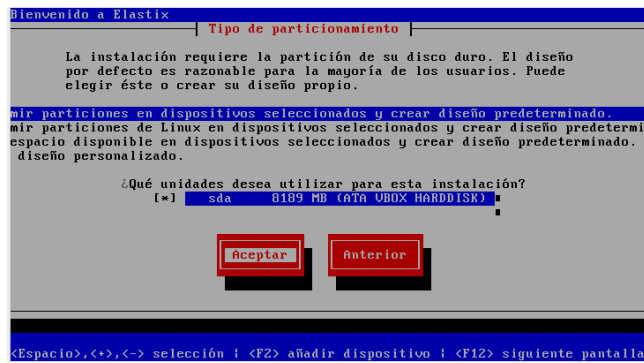 Bienvenido a Elastix
Tipo de particionamiento
La instalación requiere la partición de su disco duro. El diseño
por defecto es razonable para la mayoría de los usuarios. Puede
elegir éste o crear su diseño propio.
mir particiones en dispositivos seleccionados y crear diseño predeterminado.
mir particiones de Linux en dispositivos seleccionados y crear diseño predetermi
espacio disponible en dispositivos seleccionados y crear diseño predeterminado.
diseño personalizado.
¿Qué unidades desea utilizar para esta instalación?
[*] sda 8189 MB (ATA VBOX HARDDISK)
Aceptar Anterior
<Espacio>,<+>,<-> selección | <F2> añadir dispositivo | <F12> siguiente pantalla